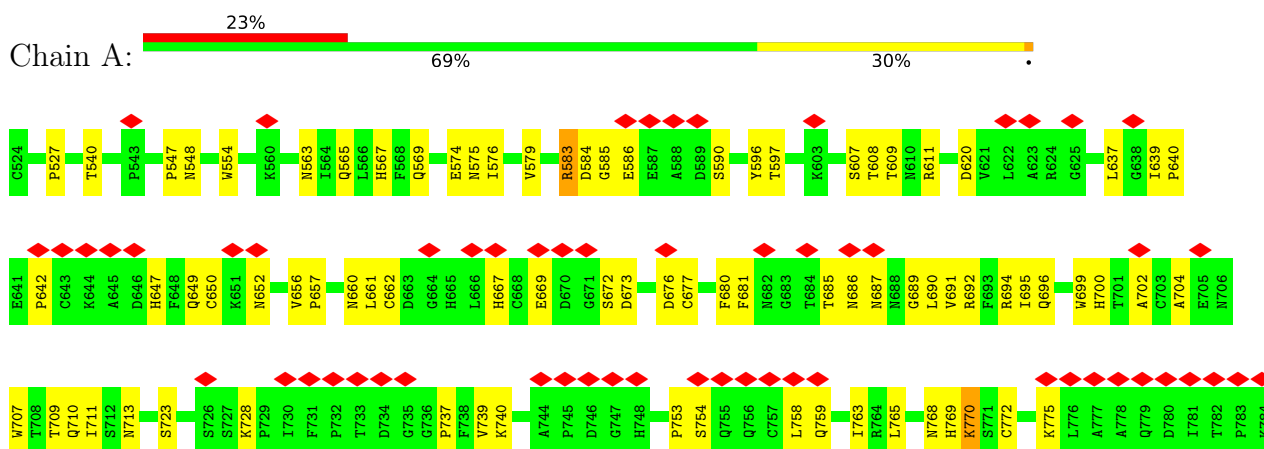 23%
Chain A:
69% 30% •
C524 P527 T540 P543 P547 N548 W554 K560 N563 I564 Q565 L566 H567 F568 Q569 E574 N575 I576 V579 R583 D584 G585 E586 E587 A588 D589 S590 Y596 T597 K603 S607 T608 T609 N610 R611 D620 V621 L622 A623 R624 G625 L637 G638 I639 P640
E641 P642 C643 K644 A645 D646 H647 F648 Q649 C650 K651 N652 V656 P657 N660 L661 C662 D663 G664 H665 L666 H667 C668 E669 D670 G671 S672 D673 D676 C677 F680 F681 N682 G683 T684 T685 N686 N687 N688 G689 L690 V691 R692 F693 R694 I695 Q696 W699 H700 T701 A702 C703 A704 E705 N706
W707 T708 T709 Q710 I711 S712 N713 S723 S726 S727 K728 P729 I730 F731 P732 T733 D734 G735 G736 P737 F738 V739 K740 A744 P745 D746 G747 H748 P753 S754 Q755 Q756 C757 L758 Q759 I763 R764 L765 N768 H769 K770 S771 C772 K775 L776 A777 A778 Q779 D780 I781 T782 P783 K784